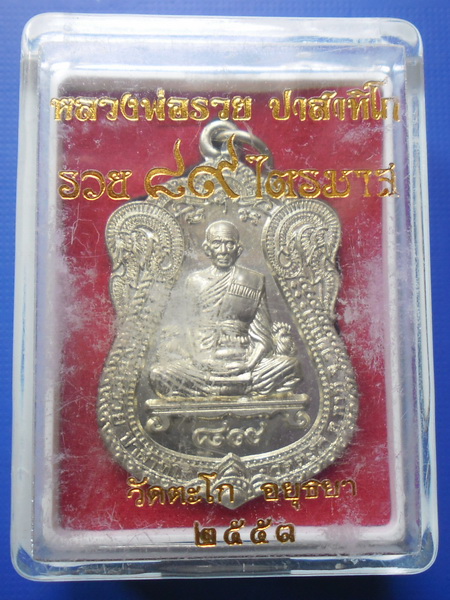 หลวงพ่อรวย ปาสาทิโก
รวย ๘๙ ไตรมาส
๘๙
วัดตะโก อยุธยา
๒๕๕๓